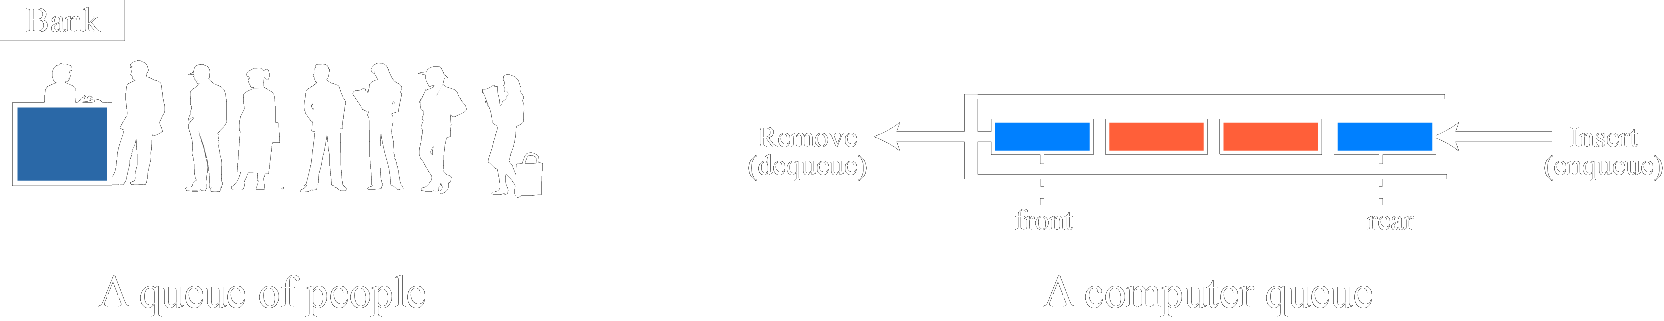 Bank
Remove
(dequeue)
Insert
(enqueue)
front
rear
A queue of people
A computer queue